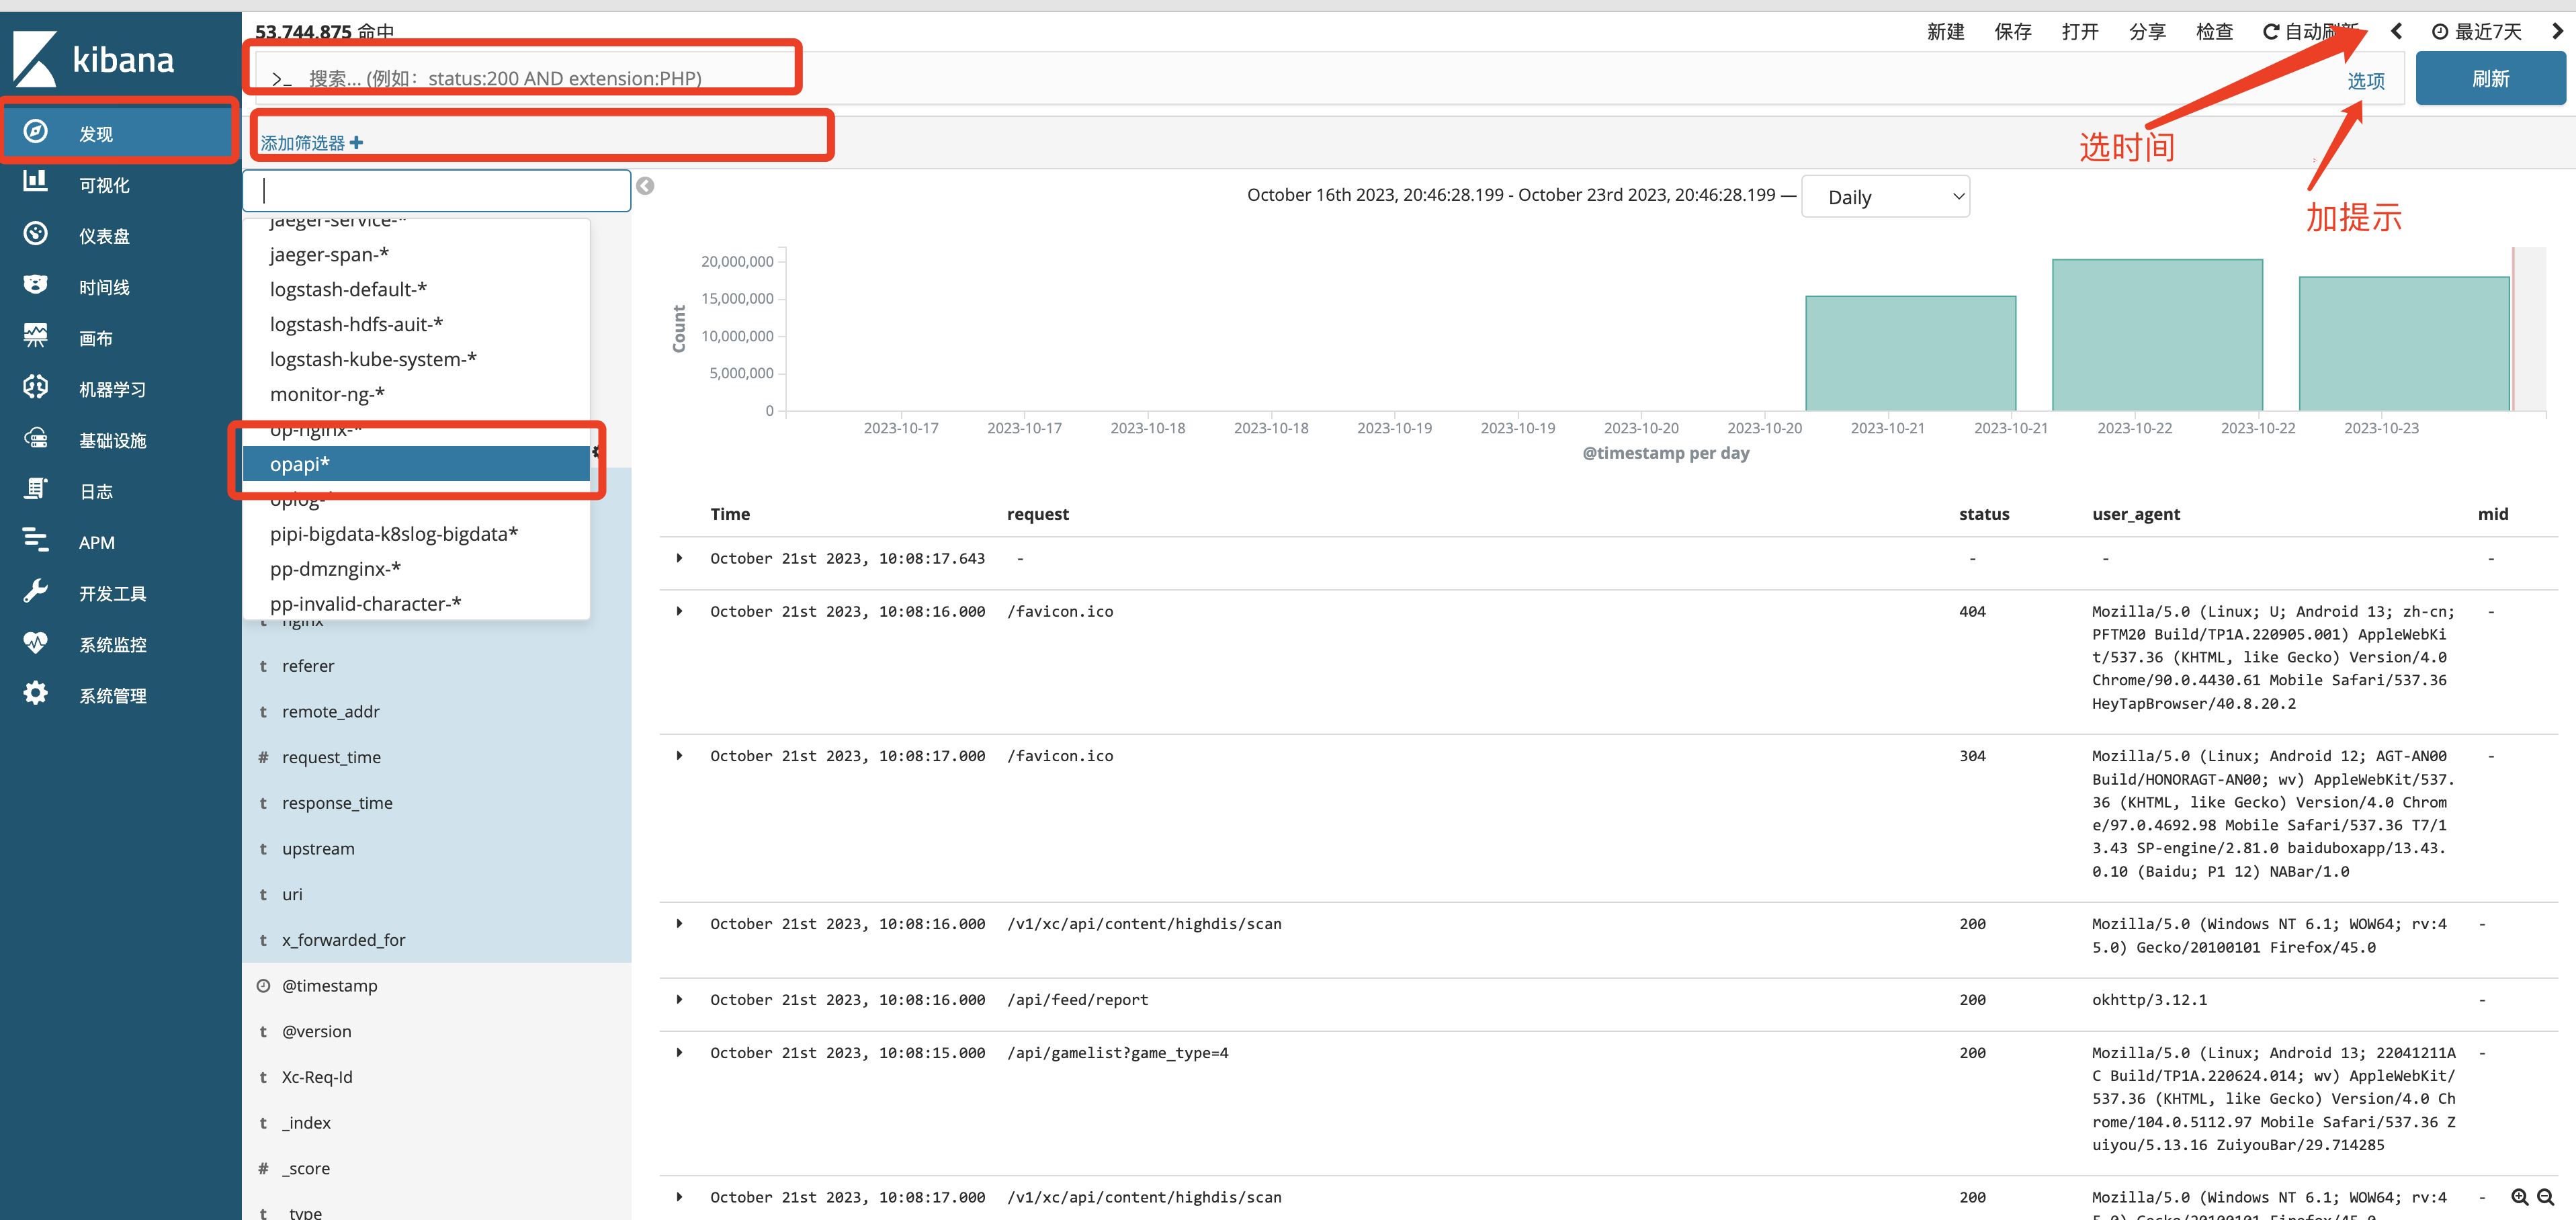 53,744,875 命中
新建 保存 打开 分享 检查 自动刷新 最近7天
kibana
>_ 搜索... (例如：status:200 AND extension:PHP)
选项
刷新
发现
添加筛选器
选时间
加提示
可视化
仪表盘
时间线
画布
机器学习
基础设施
日志
APM
开发工具
系统监控
系统管理
jaeger-service-*
jaeger-span-*
logstash-default-*
logstash-hdfs-auit-*
logstash-kube-system-*
monitor-ng-*
op-nginx-*
opapi*
oplog-*
pipi-bigdata-k8slog-bigdata*
pp-dmznginx-*
pp-invalid-character-*
t nginx
t referer
t remote_addr
# request_time
t response_time
t upstream
t uri
t x_forwarded_for
@timestamp
t @version
t Xc-Req-Id
t _index
# _score
t _type
October 16th 2023, 20:46:28.199 - October 23rd 2023, 20:46:28.199 — Daily
Count
20,000,000
15,000,000
10,000,000
5,000,000
0
2023-10-17 2023-10-17 2023-10-18 2023-10-18 2023-10-19 2023-10-19 2023-10-20 2023-10-20 2023-10-21 2023-10-21 2023-10-22 2023-10-22 2023-10-23
@timestamp per day
Time request status user_agent mid
October 21st 2023, 10:08:17.643 - - - -
October 21st 2023, 10:08:16.000 /favicon.ico 404 Mozilla/5.0 (Linux; U; Android 13; zh-cn; -
PFTM20 Build/TP1A.220905.001) AppleWebKi
t/537.36 (KHTML, like Gecko) Version/4.0
Chrome/90.0.4430.61 Mobile Safari/537.36
HeyTapBrowser/40.8.20.2
October 21st 2023, 10:08:17.000 /favicon.ico 304 Mozilla/5.0 (Linux; Android 12; AGT-AN00 -
Build/HONORAGT-AN00; wv) AppleWebKit/537.
36 (KHTML, like Gecko) Version/4.0 Chrom
e/97.0.4692.98 Mobile Safari/537.36 T7/1
3.43 SP-engine/2.81.0 baiduboxapp/13.43.
0.10 (Baidu; P1 12) NABar/1.0
October 21st 2023, 10:08:16.000 /v1/xc/api/content/highdis/scan 200 Mozilla/5.0 (Windows NT 6.1; WOW64; rv:4 -
5.0) Gecko/20100101 Firefox/45.0
October 21st 2023, 10:08:16.000 /api/feed/report 200 okhttp/3.12.1 -
October 21st 2023, 10:08:15.000 /api/gamelist?game_type=4 200 Mozilla/5.0 (Linux; Android 13; 22041211A -
C Build/TP1A.220624.014; wv) AppleWebKit/
537.36 (KHTML, like Gecko) Version/4.0 Ch
rome/104.0.5112.97 Mobile Safari/537.36 Z
uiyou/5.13.16 ZuiyouBar/29.714285
October 21st 2023, 10:08:17.000 /v1/xc/api/content/highdis/scan 200 Mozilla/5.0 (Windows NT 6.1; WOW64; rv:4 -
5.0) Gecko/20100101 Firefox/45.0